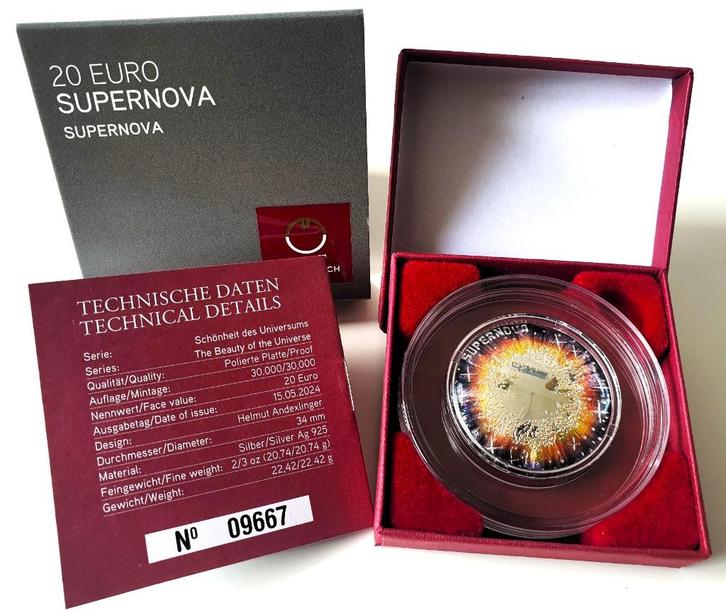 20 EURO
SUPERNOVA
SUPERNOVA
CH
TECHNISCHE DATEN
TECHNICAL DETAILS
Serie: Schönheit des Universums
Series: The Beauty of the Universe
Qualität/Quality: Polierte Platte/Proof
Auflage/Mintage: 30.000/30,000
Nennwert/Face value: 20 Euro
Ausgabetag/Date of issue: 15.05.2024
Design: Helmut Andexlinger
Durchmesser/Diameter: 34 mm
Material: Silber/Silver Ag 925
Feingewicht/Fine weight: 2/3 oz (20.74/20.74 g)
Gewicht/Weight: 22,42/22.42 g
Nº 09667
SUPERNOVA